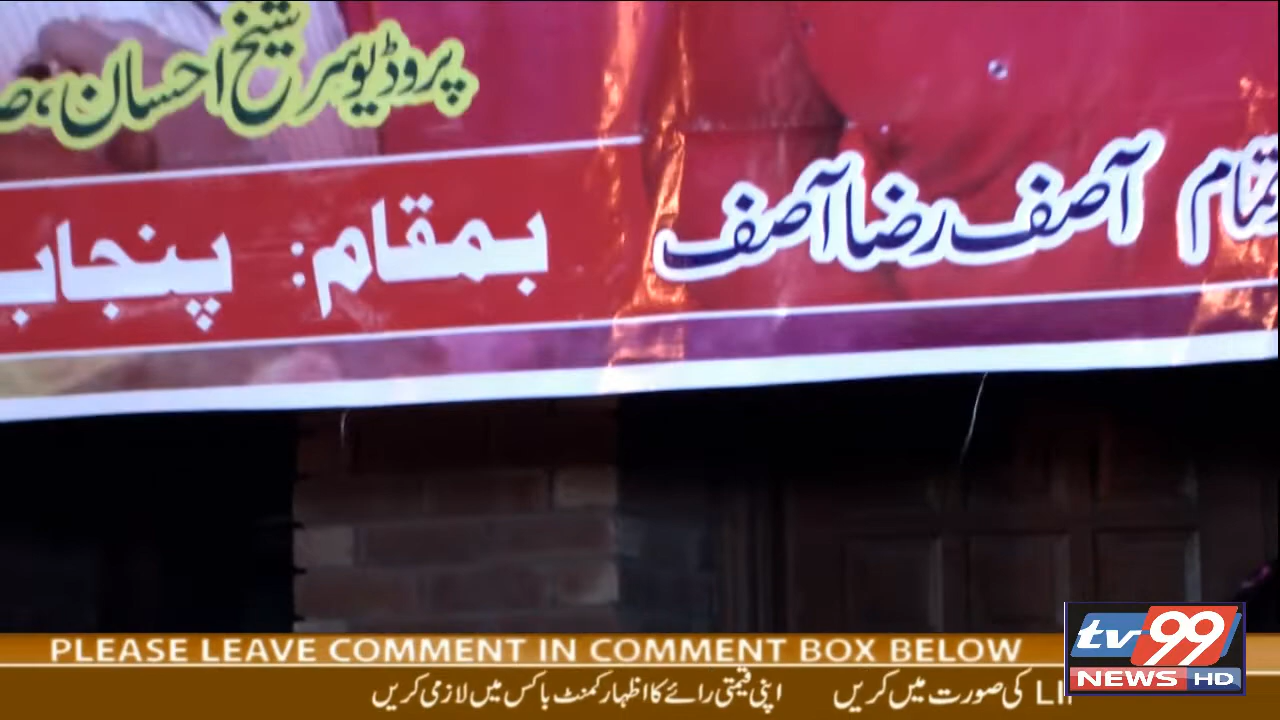 پروڈیوسر شیخ احسان،
آصف رضا آصف
بمقام: پنجاب
PLEASE LEAVE COMMENT IN COMMENT BOX BELOW
کی صورت میں کریں اپنی قیمتی رائے کا اظہار کمنٹ باکس میں لازمی کریں
tv99
NEWS HD